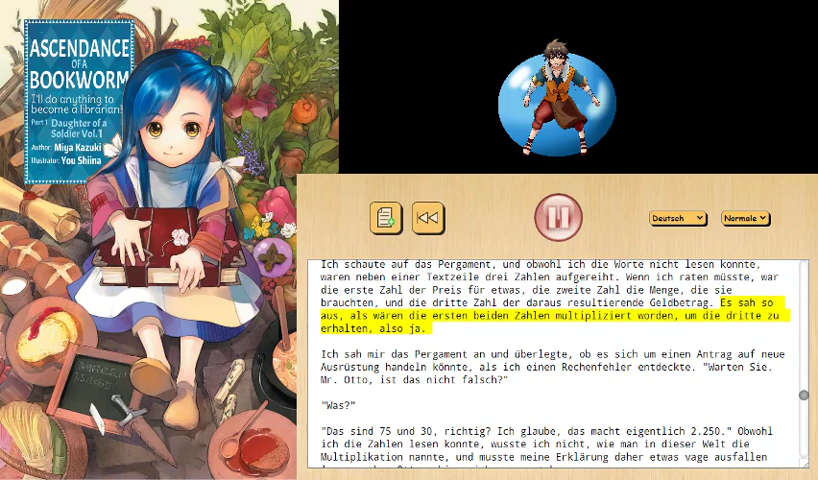 ASCENDANCE
OF A
BOOKWORM
I'll do anything to
become a librarian!
Part 1 Daughter of a
Soldier Vol.1
Author: Miya Kazuki
Illustrator: You Shiina
Deutsch
Normale
Ich schaute auf das Pergament, und obwohl ich die Worte nicht lesen konnte,
waren neben einer Textzeile drei Zahlen aufgereiht. Wenn ich raten müsste, war
die erste Zahl der Preis für etwas, die zweite Zahl die Menge, die sie
brauchten, und die dritte Zahl der daraus resultierende Geldbetrag. Es sah so
aus, als wären die ersten beiden Zahlen multipliziert worden, um die dritte zu
erhalten, also ja.
Ich sah mir das Pergament an und überlegte, ob es sich um einen Antrag auf neue
Ausrüstung handeln könnte, als ich einen Rechenfehler entdeckte. "Warten Sie.
Mr. Otto, ist das nicht falsch?"
"Was?"
"Das sind 75 und 30, richtig? Ich glaube, das macht eigentlich 2.250." Obwohl
ich die Zahlen lesen konnte, wusste ich nicht, wie man in dieser Welt die
Multiplikation nannte, und musste meine Erklärung daher etwas vage ausfallen